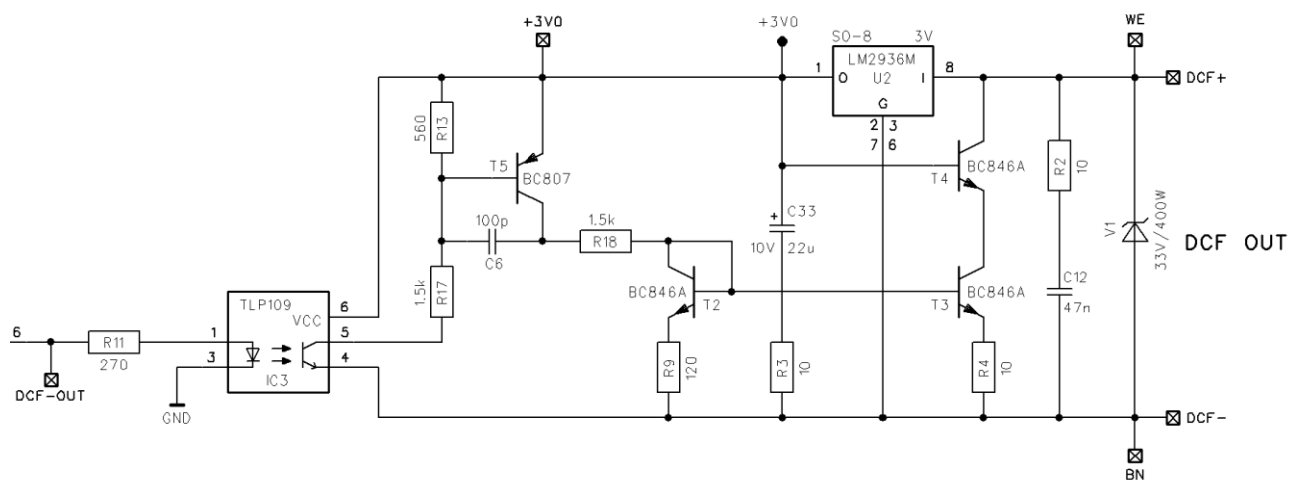 +3V0
+3V0
SO-8 3V
WE
LM2936M
1 O U2 I 8
DCF+
G
2 3
7 6
560
R13
T5
BC807
BC846A
T4
R2
10
1.5k
R17
100p
C6
1.5k
R18
+ C33
10V 22u
V1
33V/400W
DCF OUT
BC846A
T2
BC846A
T3
C12
47n
TLP109
VCC
6
5
4
6
R11
270
1
3
IC3
DCF-OUT
GND
R9
120
R3
10
R4
10
DCF-
BN